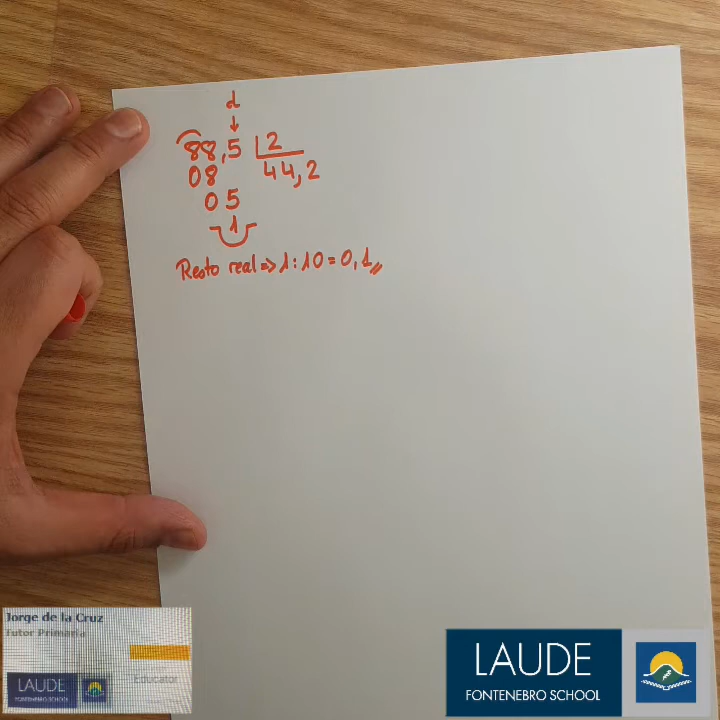 d
↓
88,5 2
08 44,2
05
1
Resto real => 1:10 = 0,1
Jorge de la Cruz
Tutor Primaria
Educator
LAUDE
FONTENEBRO SCHOOL
LAUDE
FONTENEBRO SCHOOL